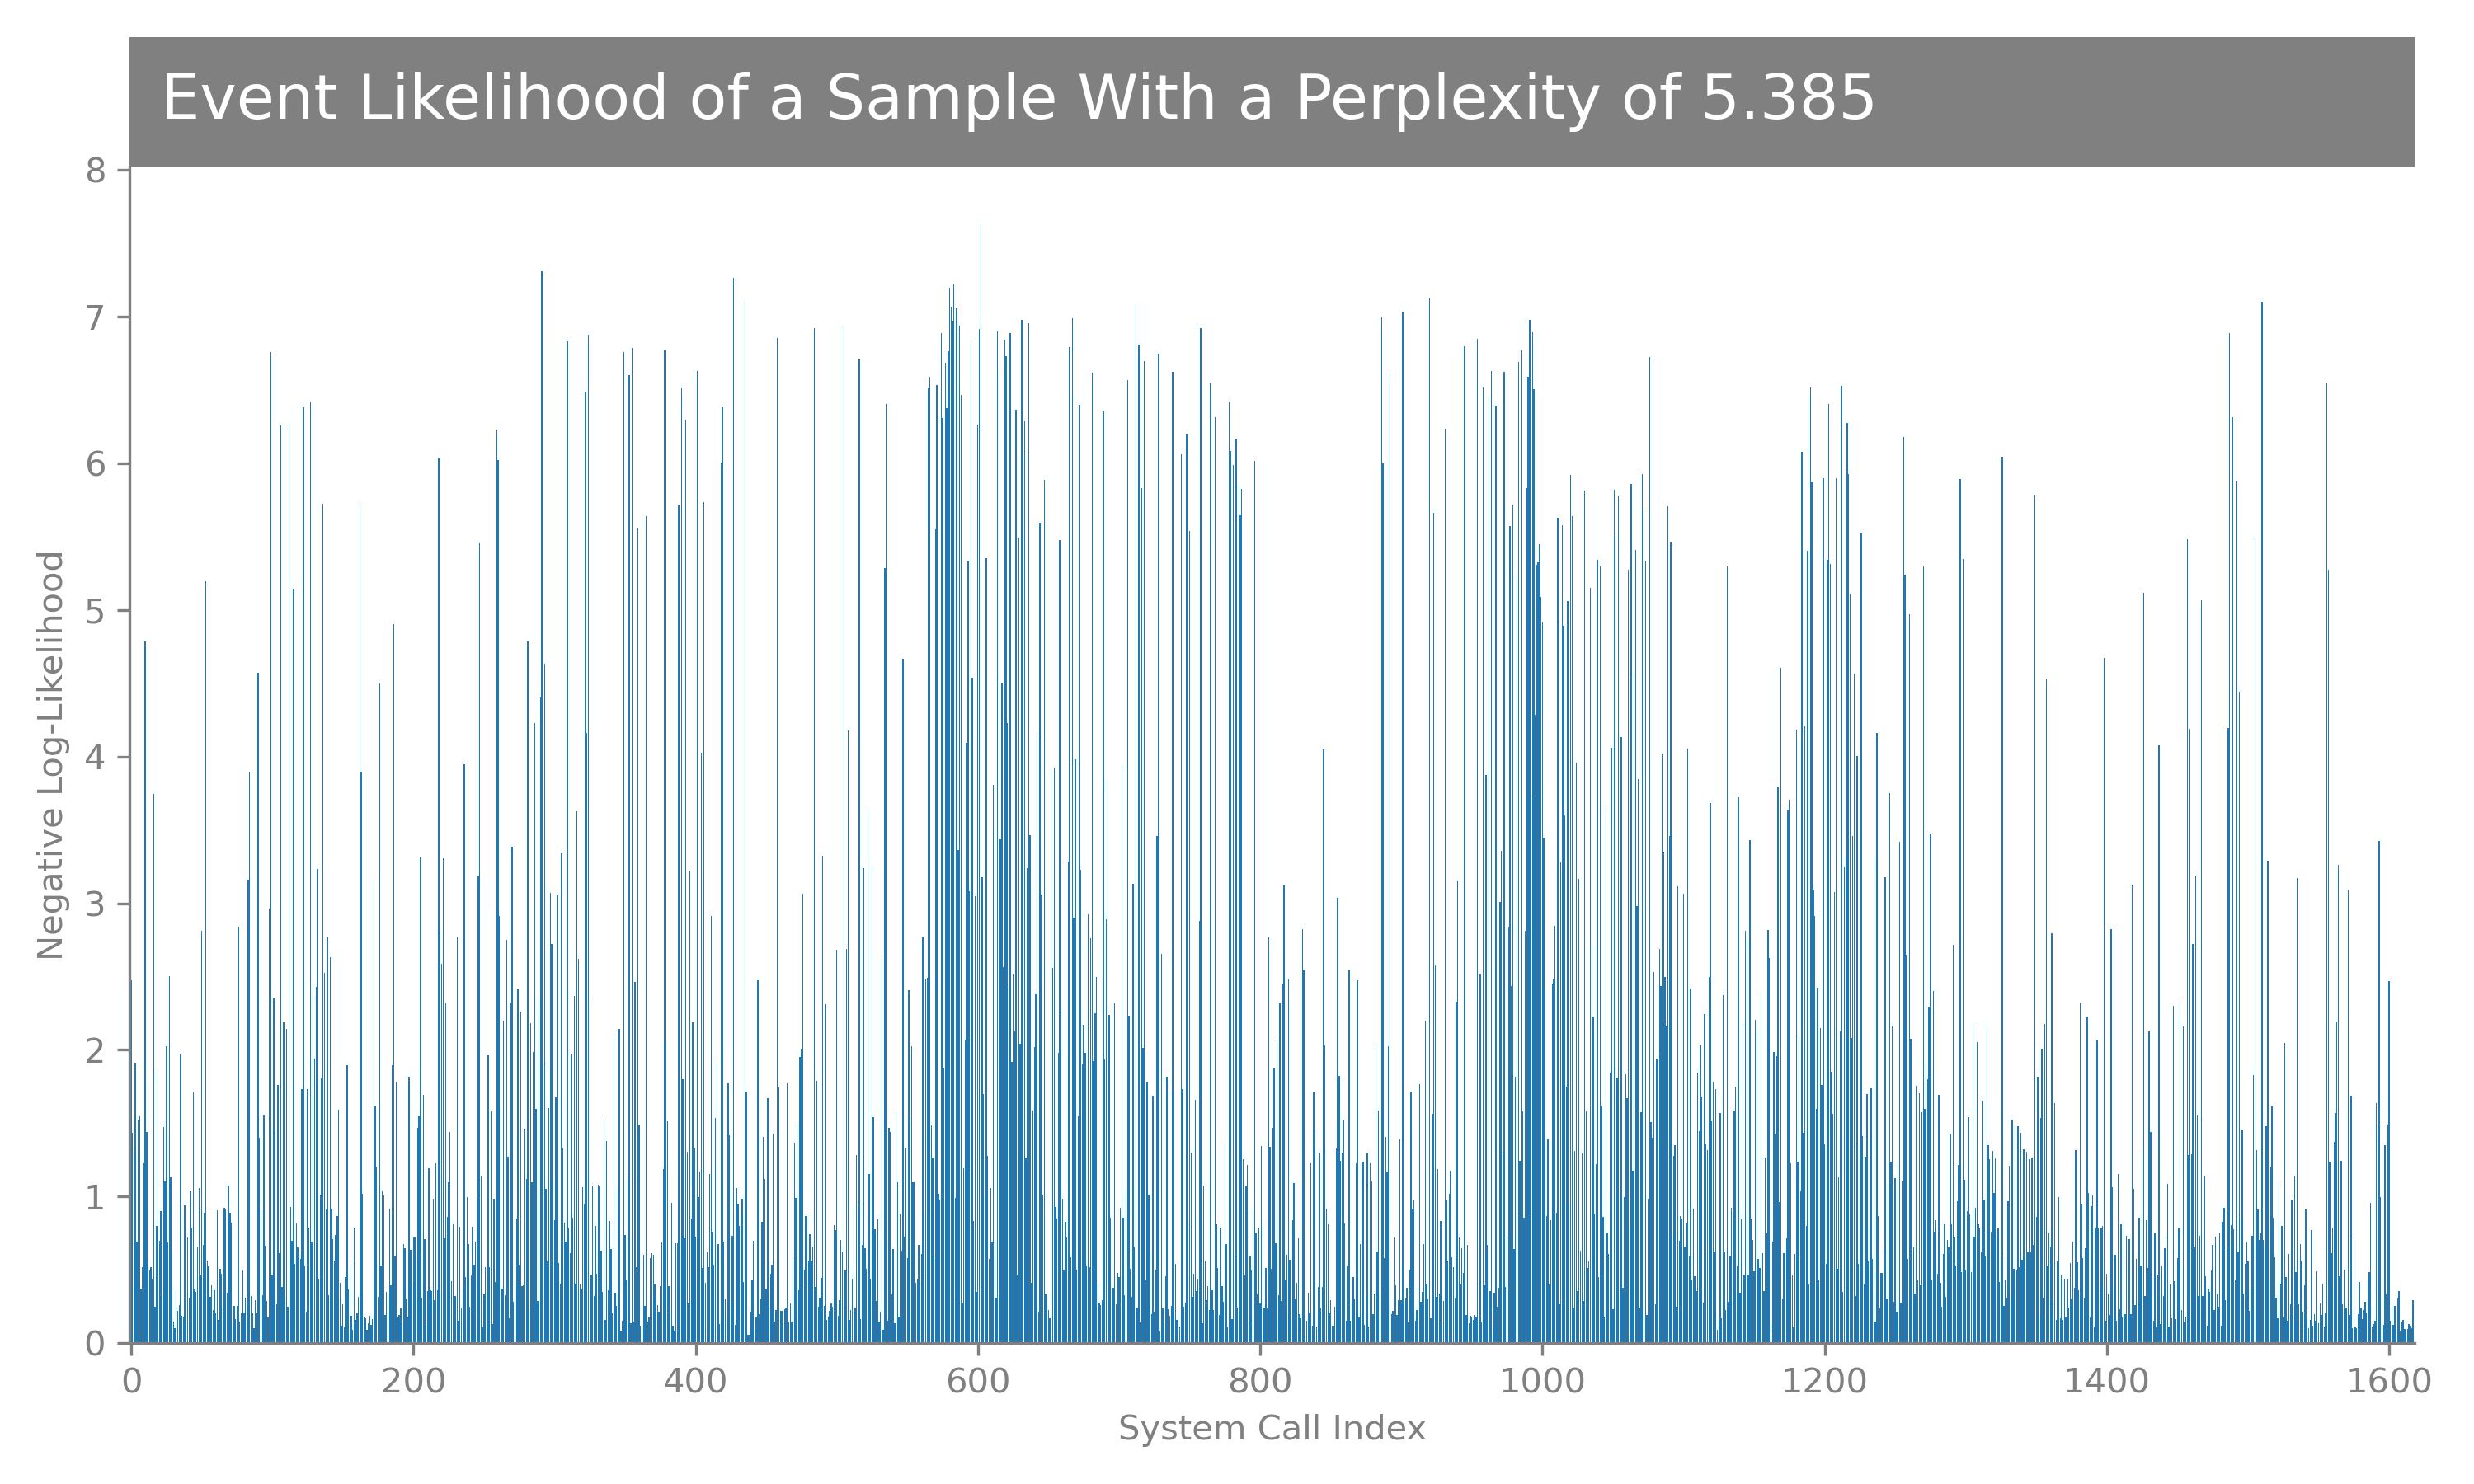 Event Likelihood of a Sample With a Perplexity of 5.385
8
7
6
5
4
3
2
1
0
Negative Log-Likelihood
0 200 400 600 800 1000 1200 1400 1600
System Call Index